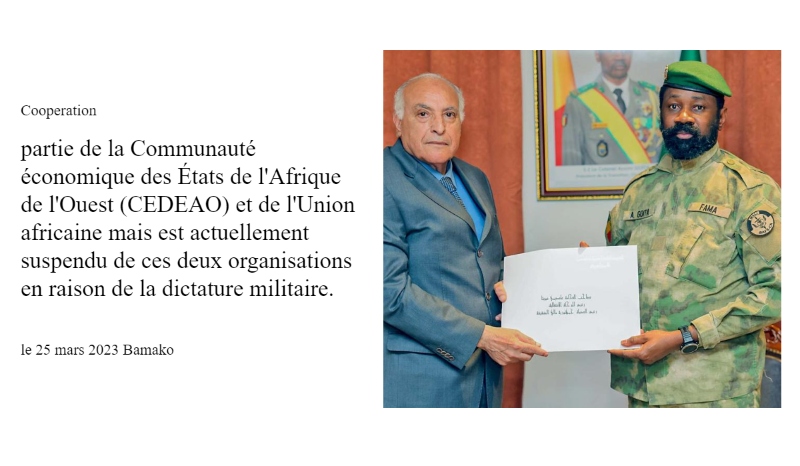 Cooperation
partie de la Communauté
économique des États de l'Afrique
de l'Ouest (CEDEAO) et de l'Union
africaine mais est actuellement
suspendu de ces deux organisations
en raison de la dictature militaire.
le 25 mars 2023 Bamako
A. GOITA
FAMA